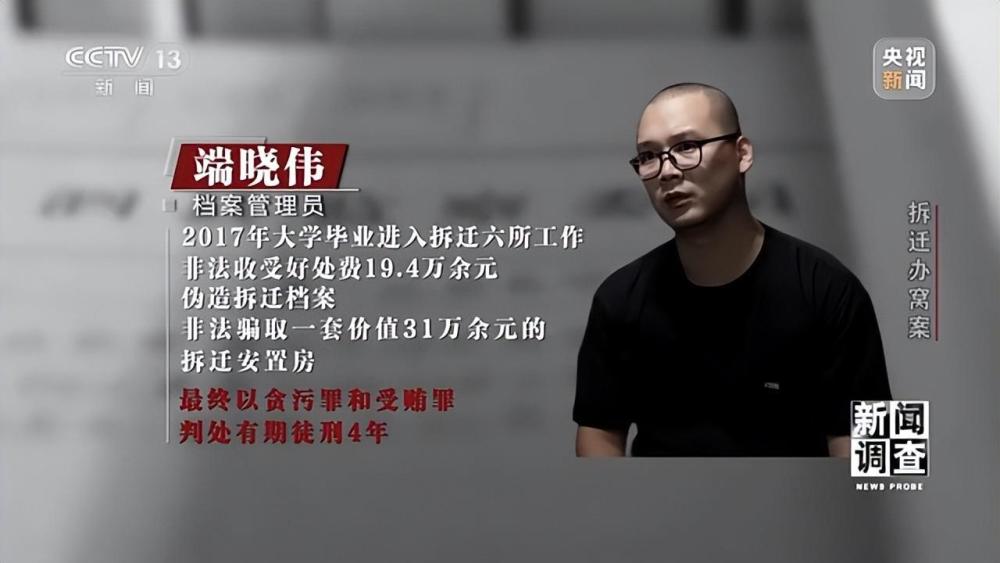 CCTV 13
新闻
央视
新闻
端晓伟
档案管理员
2017年大学毕业进入拆迁六所工作
非法收受好处费19.4万余元
伪造拆迁档案
非法骗取一套价值31万余元的
拆迁安置房
最终以贪污罪和受贿罪
判处有期徒刑4年
拆迁办窝案
新闻
调查
NEWS PROBE